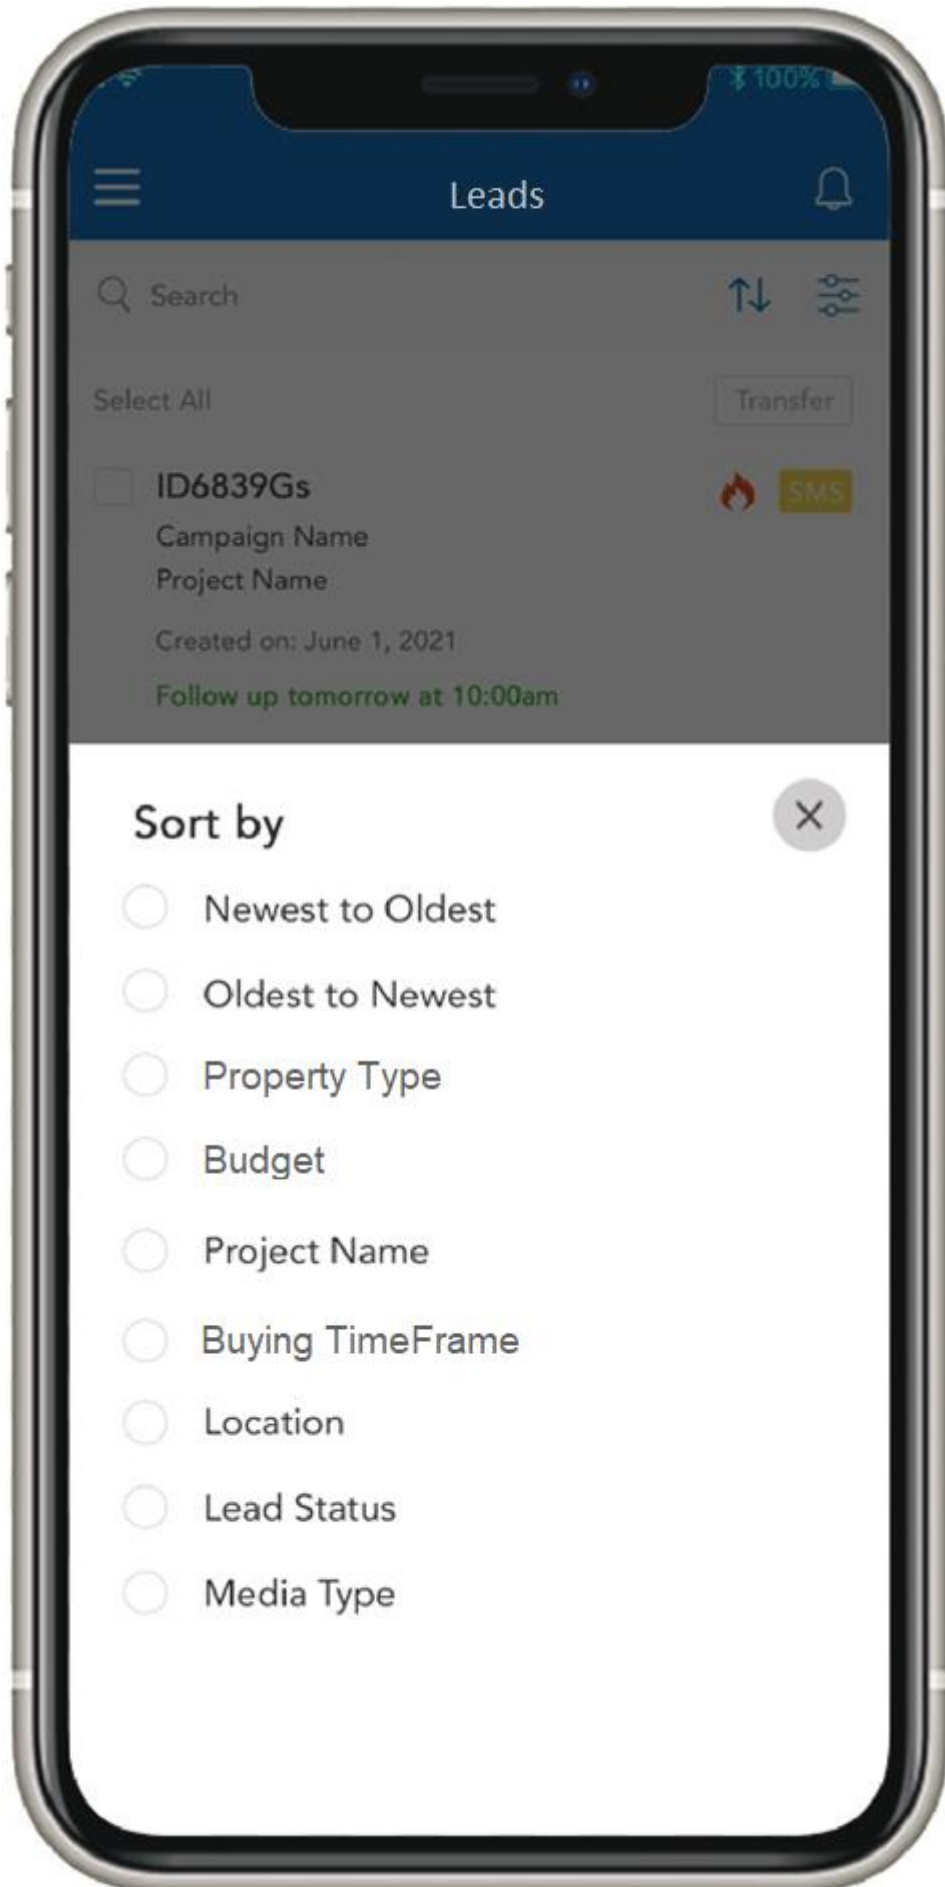 100%
Leads
Search
Select All
Transfer
ID6839Gs
SMS
Campaign Name
Project Name
Created on: June 1, 2021
Follow up tomorrow at 10:00am
Sort by
Newest to Oldest
Oldest to Newest
Property Type
Budget
Project Name
Buying TimeFrame
Location
Lead Status
Media Type